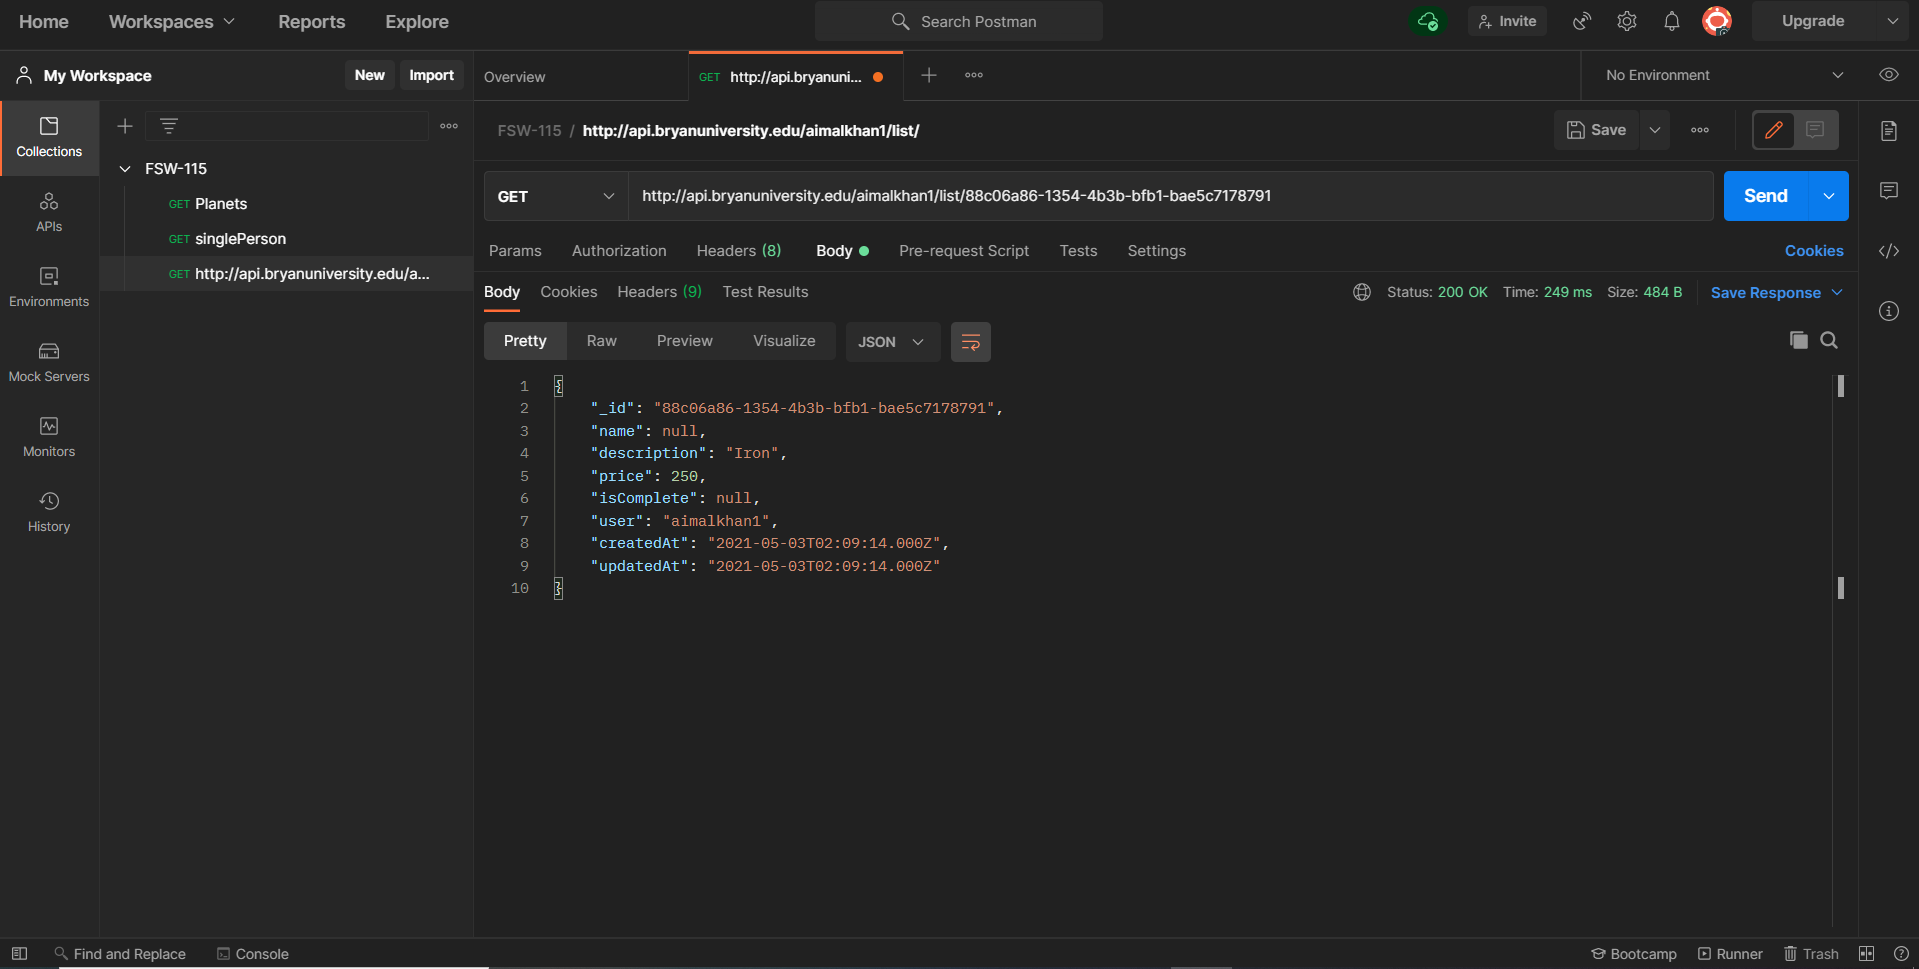 Home Workspaces Reports Explore Search Postman Invite Upgrade
My Workspace New Import Overview GET http://api.bryanuni... No Environment
FSW-115 / http://api.bryanuniversity.edu/aimalkhan1/list/ Save
Collections
FSW-115
GET Planets
GET singlePerson
GET http://api.bryanuniversity.edu/a...
APIs
Environments
Mock Servers
Monitors
History
GET http://api.bryanuniversity.edu/aimalkhan1/list/88c06a86-1354-4b3b-bfb1-bae5c7178791 Send
Params Authorization Headers (8) Body Pre-request Script Tests Settings Cookies
Body Cookies Headers (9) Test Results Status: 200 OK Time: 249 ms Size: 484 B Save Response
Pretty Raw Preview Visualize JSON
1 {
2 "_id": "88c06a86-1354-4b3b-bfb1-bae5c7178791",
3 "name": null,
4 "description": "Iron",
5 "price": 250,
6 "isComplete": null,
7 "user": "aimalkhan1",
8 "createdAt": "2021-05-03T02:09:14.000Z",
9 "updatedAt": "2021-05-03T02:09:14.000Z"
10 }
Find and Replace Console Bootcamp Runner Trash